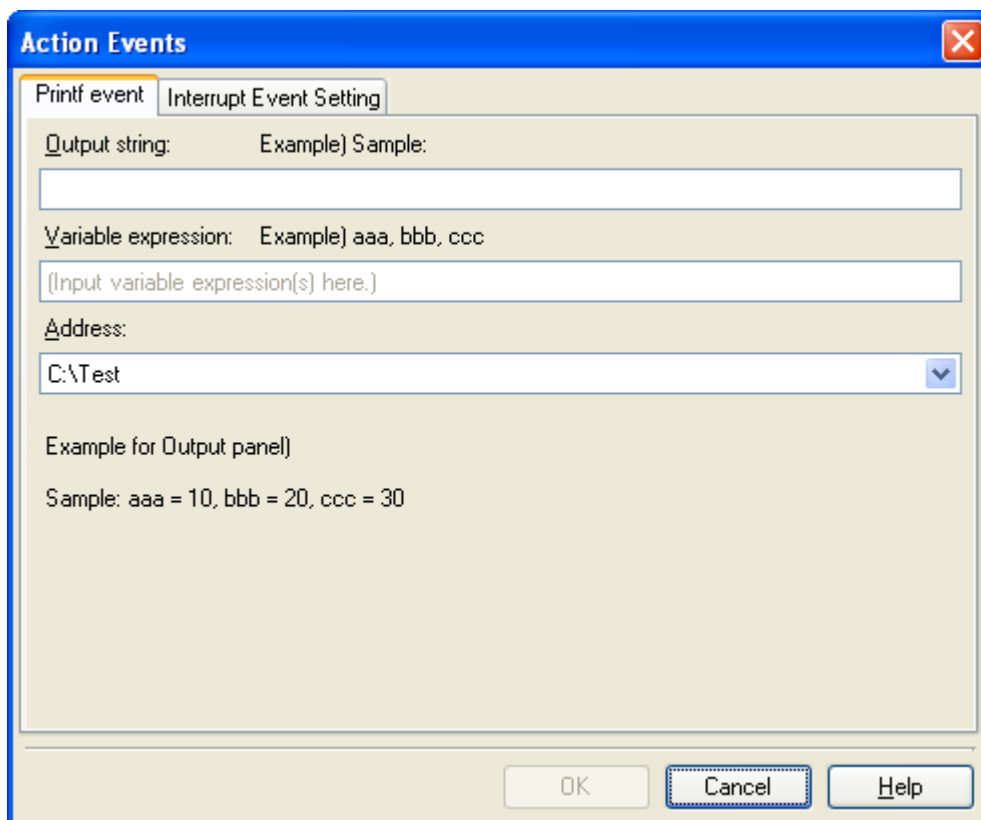 Action Events
Printf event Interrupt Event Setting
Output string: Example) Sample:
Variable expression: Example) aaa, bbb, ccc
(Input variable expression(s) here.)
Address:
C:\Test
Example for Output panel)
Sample: aaa = 10, bbb = 20, ccc = 30
OK Cancel Help